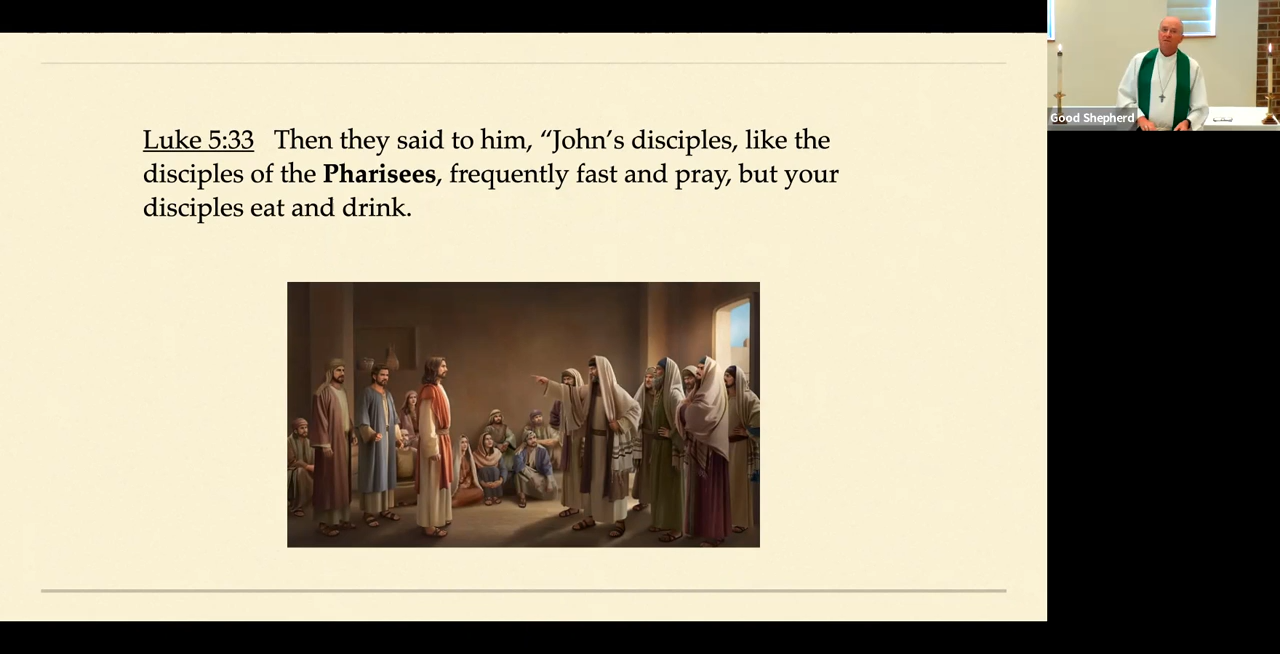 Luke 5:33 Then they said to him, “John’s disciples, like the
disciples of the Pharisees, frequently fast and pray, but your
disciples eat and drink.
Good Shepherd